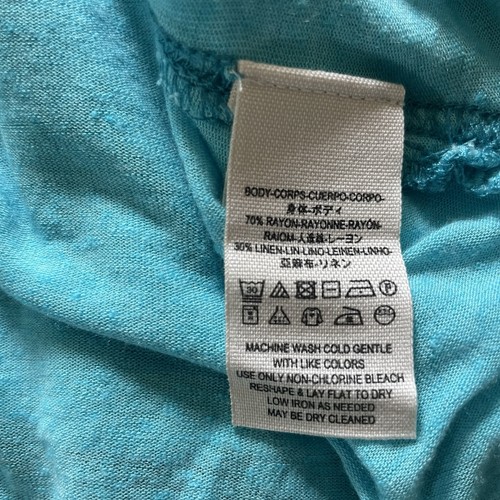 BODY-CORPS-CUERPO-CORPO-
身体-ボディ
70% RAYON-RAYONNE-RAYÓN-
RAIOM-人造絲-レーヨン
30% LINEN-LIN-LINO-LEINEN-LINHO-
亞麻布-リネン
30 P
MACHINE WASH COLD GENTLE
WITH LIKE COLORS
USE ONLY NON-CHLORINE BLEACH
RESHAPE & LAY FLAT TO DRY
LOW IRON AS NEEDED
MAY BE DRY CLEANED